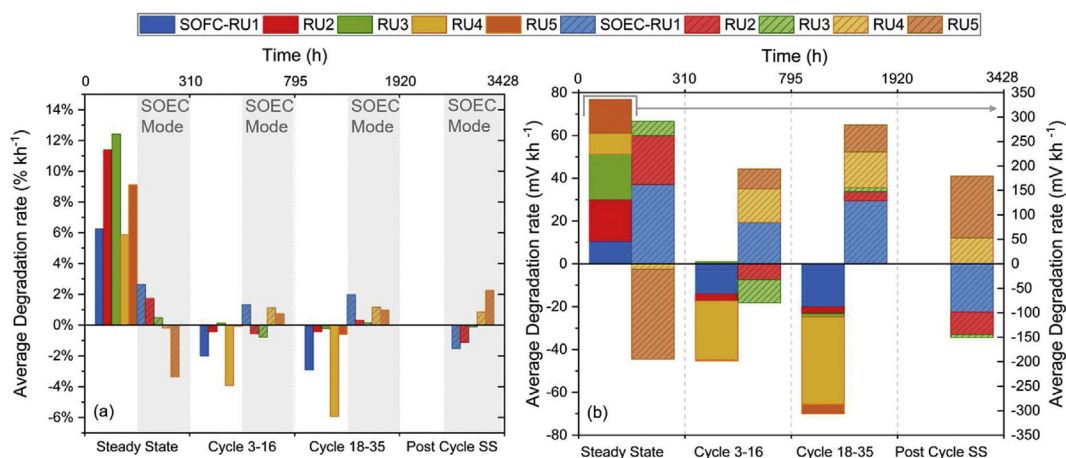 SOFC-RU1 RU2 RU3 RU4 RU5 SOEC-RU1 RU2 RU3 RU4 RU5
Time (h)
0 310 795 1920 3428
Average Degradation rate (% kh⁻¹)
14%
12%
10%
8%
6%
4%
2%
0%
-2%
-4%
-6%
SOEC Mode
SOEC Mode
SOEC Mode
SOEC Mode
(a)
Steady State Cycle 3-16 Cycle 18-35 Post Cycle SS
Time (h)
0 310 795 1920 3428
Average Degradation rate (mV kh⁻¹)
80
60
40
20
0
-20
-40
-60
-80
(b)
Steady State Cycle 3-16 Cycle 18-35 Post Cycle SS
350
300
250
200
150
100
50
0
-50
-100
-150
-200
-250
-300
-350
Average Degradation rate (mV kh⁻¹)